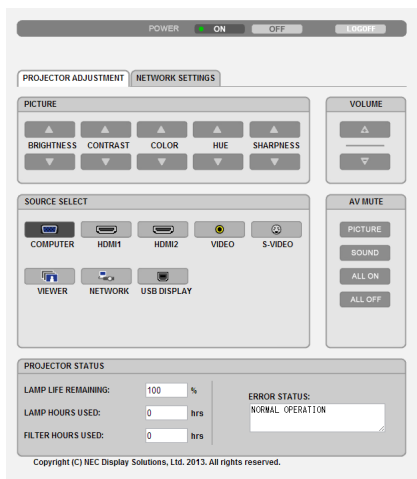 POWER ON OFF LOGOFF
PROJECTOR ADJUSTMENT NETWORK SETTINGS
PICTURE
BRIGHTNESS CONTRAST COLOR HUE SHARPNESS
VOLUME
SOURCE SELECT
COMPUTER HDMI1 HDMI2 VIDEO S-VIDEO
VIEWER NETWORK USB DISPLAY
AV MUTE
PICTURE
SOUND
ALL ON
ALL OFF
PROJECTOR STATUS
LAMP LIFE REMAINING: 100 %
LAMP HOURS USED: 0 hrs
FILTER HOURS USED: 0 hrs
ERROR STATUS:
NORMAL OPERATION
Copyright (C) NEC Display Solutions, Ltd. 2013. All rights reserved.